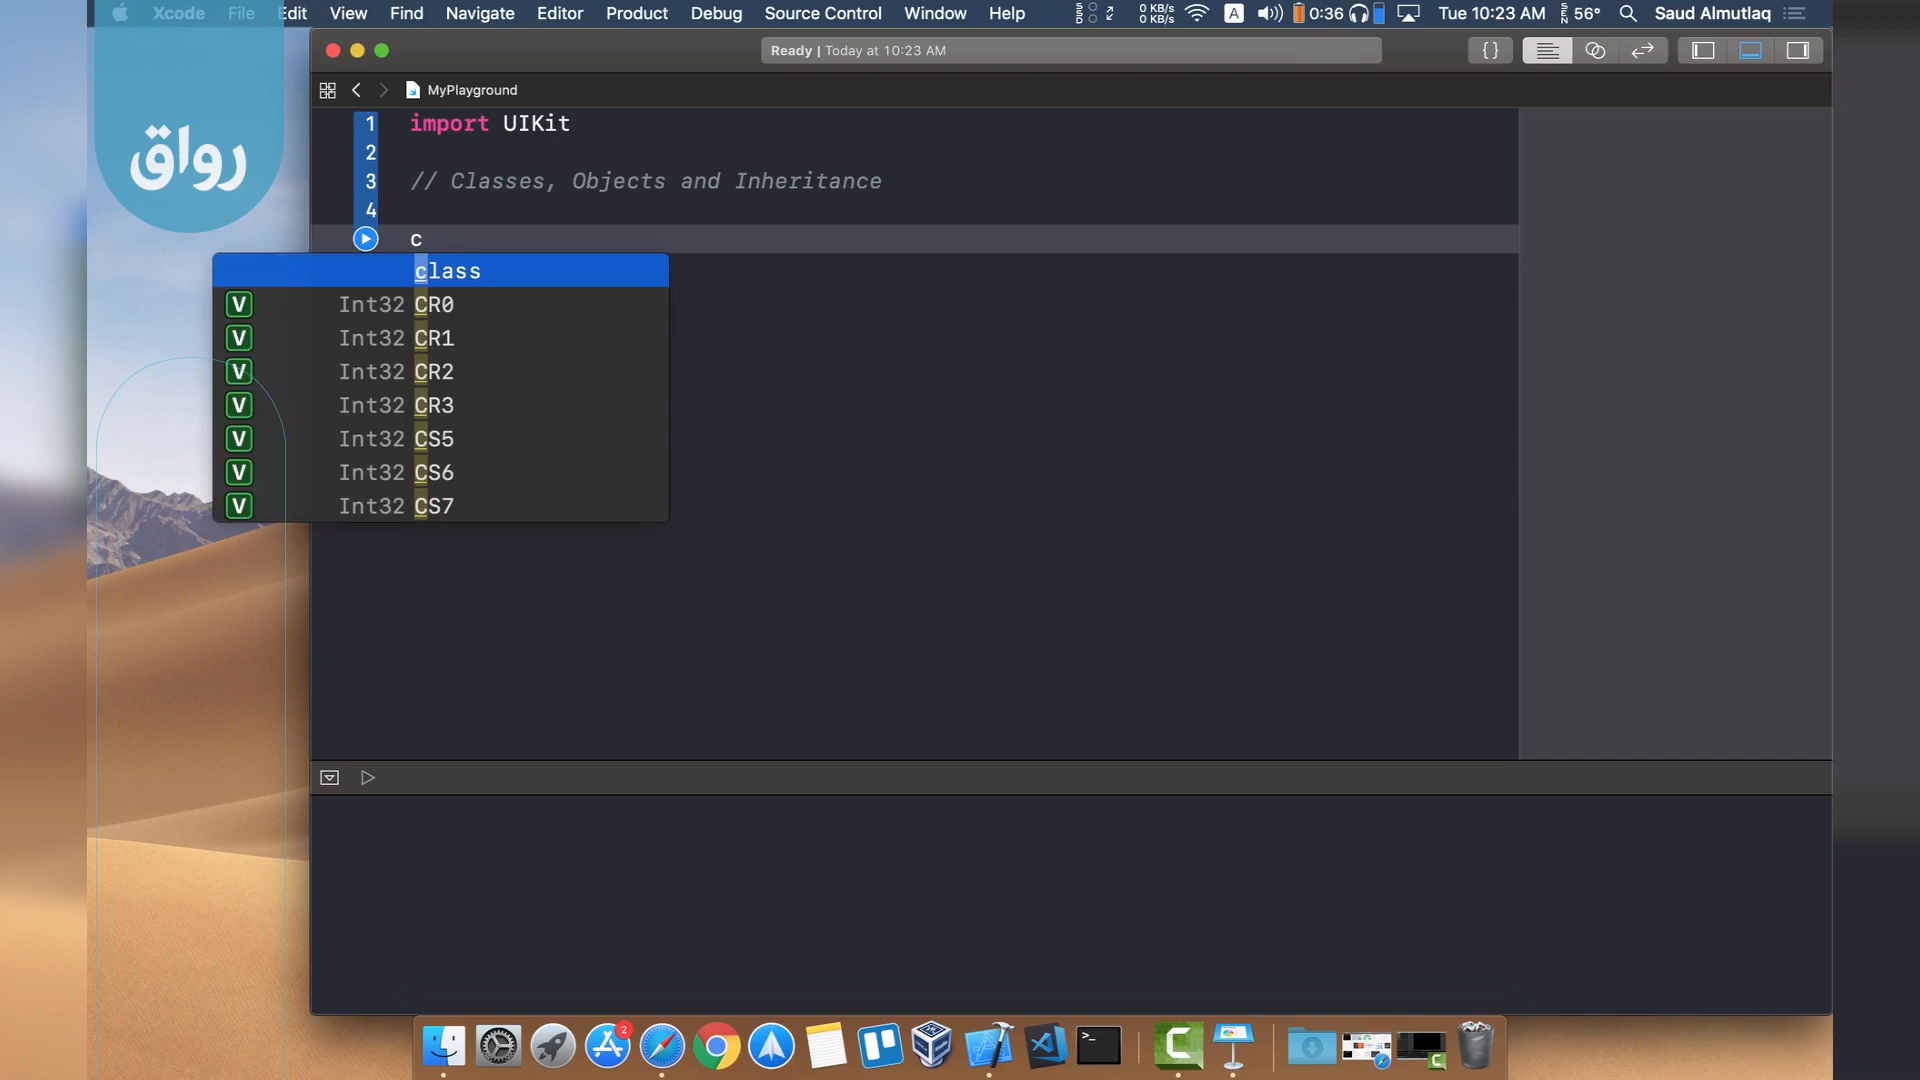 Xcode File Edit View Find Navigate Editor Product Debug Source Control Window Help
0 KB/s
0 KB/s
A 0:36 Tue 10:23 AM 56° Saud Almutlaq
Ready | Today at 10:23 AM
{ }
MyPlayground
رواق
1 import UIKit
2
3 // Classes, Objects and Inheritance
4
c
class
V Int32 CR0
V Int32 CR1
V Int32 CR2
V Int32 CR3
V Int32 CS5
V Int32 CS6
V Int32 CS7
2
>_
C